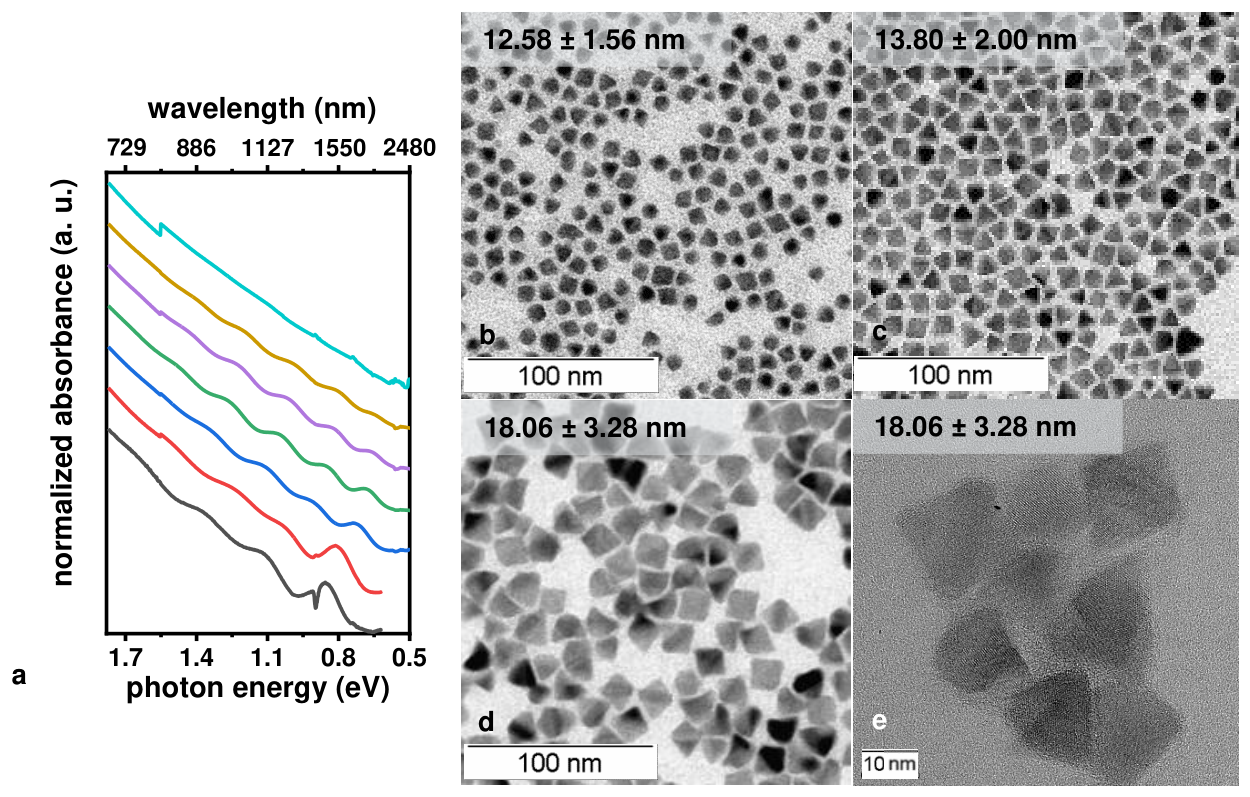 wavelength (nm)
729 886 1127 1550 2480
normalized absorbance (a. u.)
1.7 1.4 1.1 0.8 0.5
photon energy (eV)
a
12.58 ± 1.56 nm
b
100 nm
13.80 ± 2.00 nm
c
100 nm
18.06 ± 3.28 nm
d
100 nm
18.06 ± 3.28 nm
e
10 nm